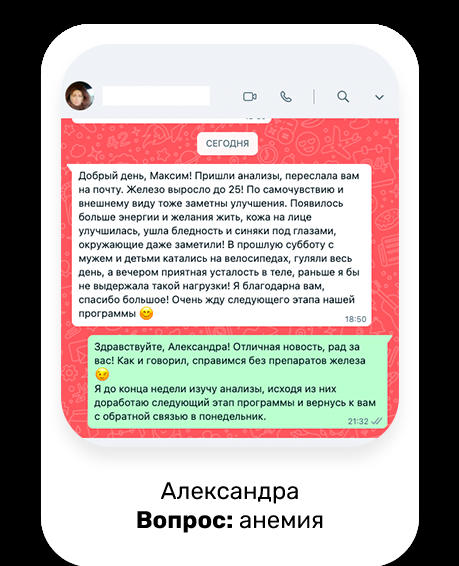 СЕГОДНЯ
Добрый день, Максим! Пришли анализы, переслала вам
на почту. Железо выросло до 25! По самочувствию и
внешнему виду тоже заметны улучшения. Появилось
больше энергии и желания жить, кожа на лице
улучшилась, ушла бледность и синяки под глазами,
окружающие даже заметили! В прошлую субботу с
мужем и детьми катались на велосипедах, гуляли весь
день, а вечером приятная усталость в теле, раньше я бы
не выдержала такой нагрузки! Я благодарна вам,
спасибо большое! Очень жду следующего этапа нашей
программы 😊
18:50
Здравствуйте, Александра! Отличная новость, рад за
вас! Как и говорил, справимся без препаратов железа
😉
Я до конца недели изучу анализы, исходя из них
доработаю следующий этап программы и вернусь к вам
с обратной связью в понедельник.
21:32
Александра
Вопрос: анемия